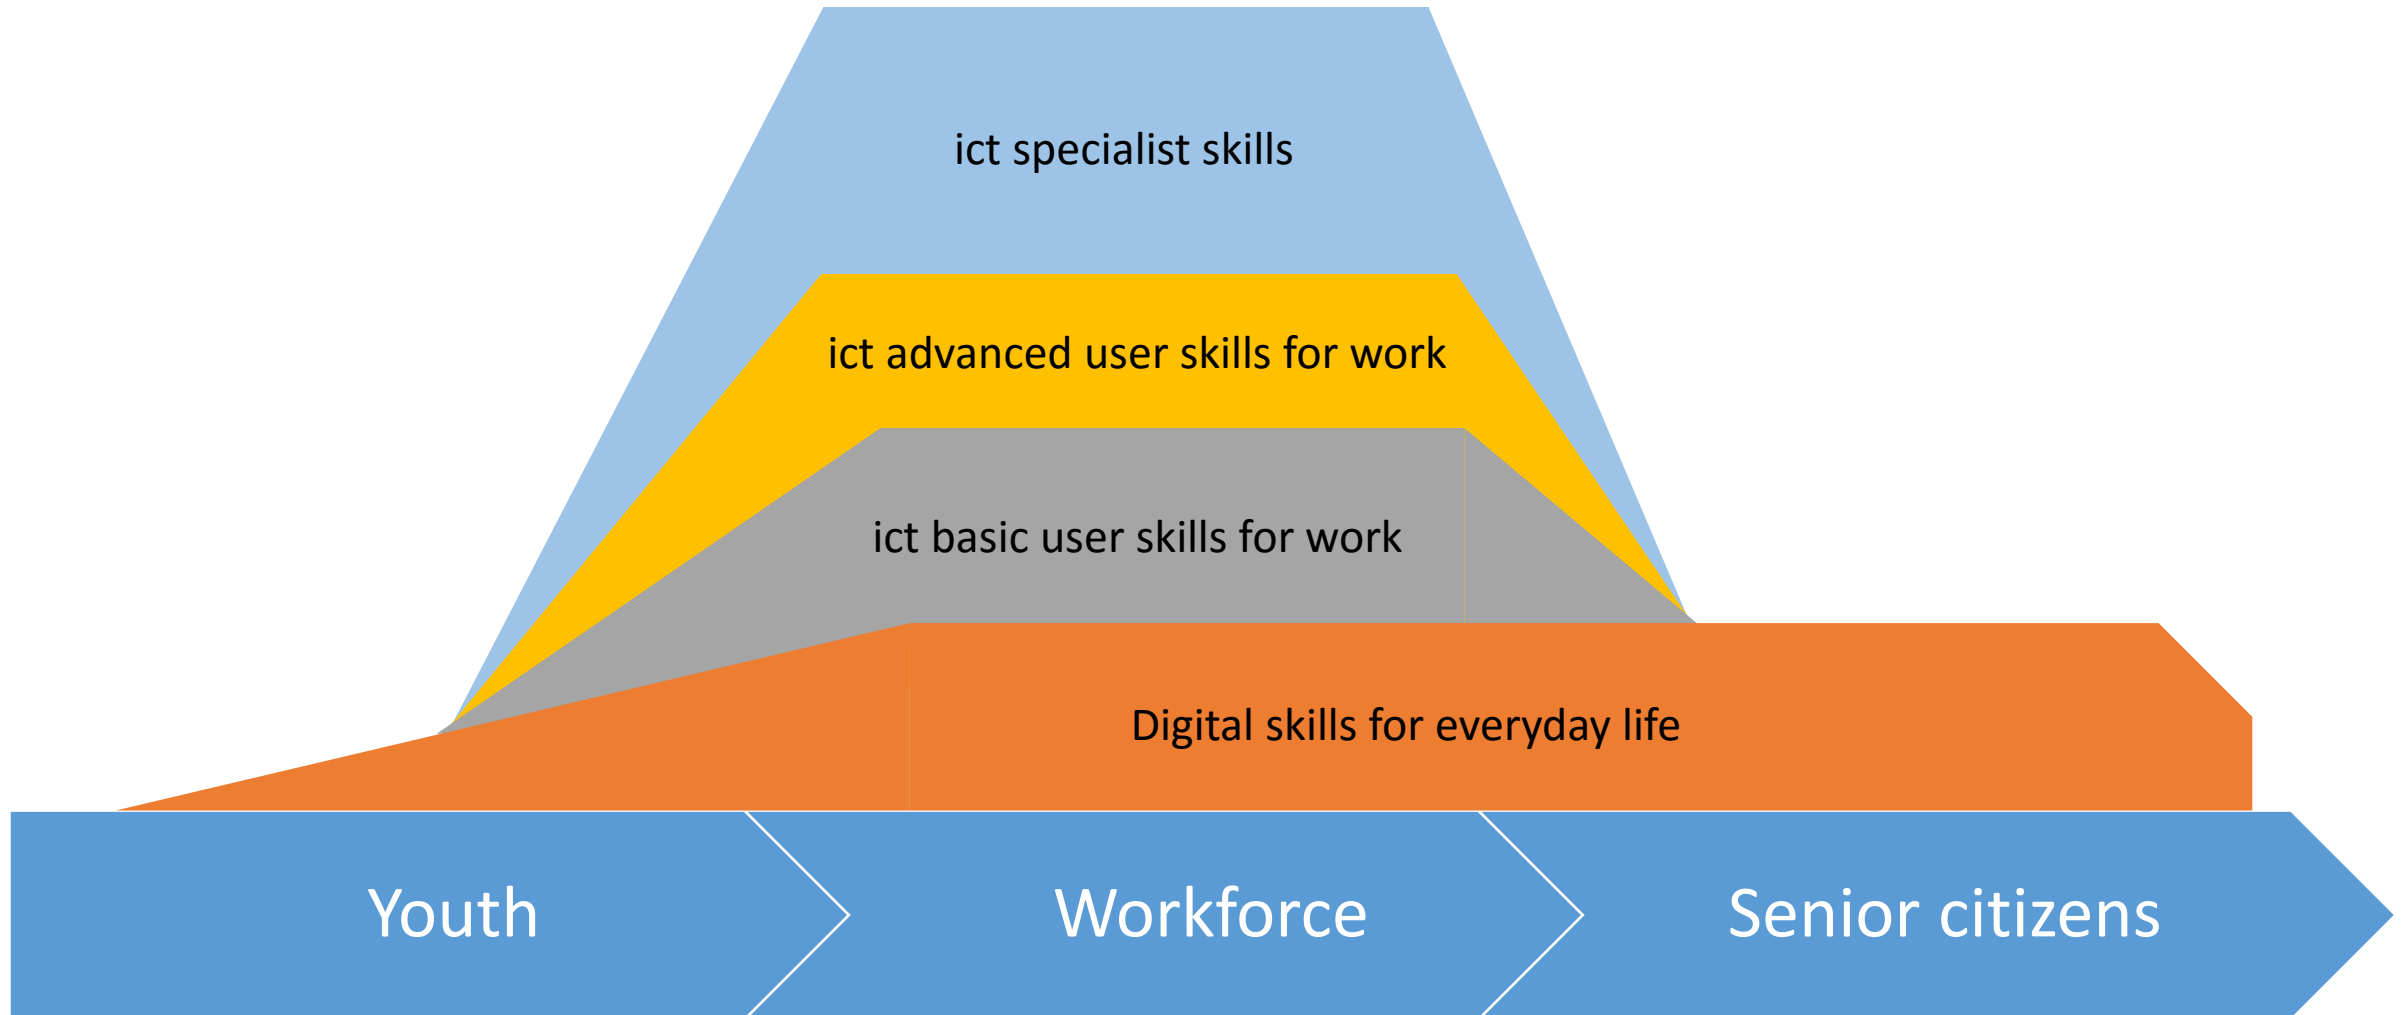 ict specialist skills
ict advanced user skills for work
ict basic user skills for work
Digital skills for everyday life
Youth
Workforce
Senior citizens